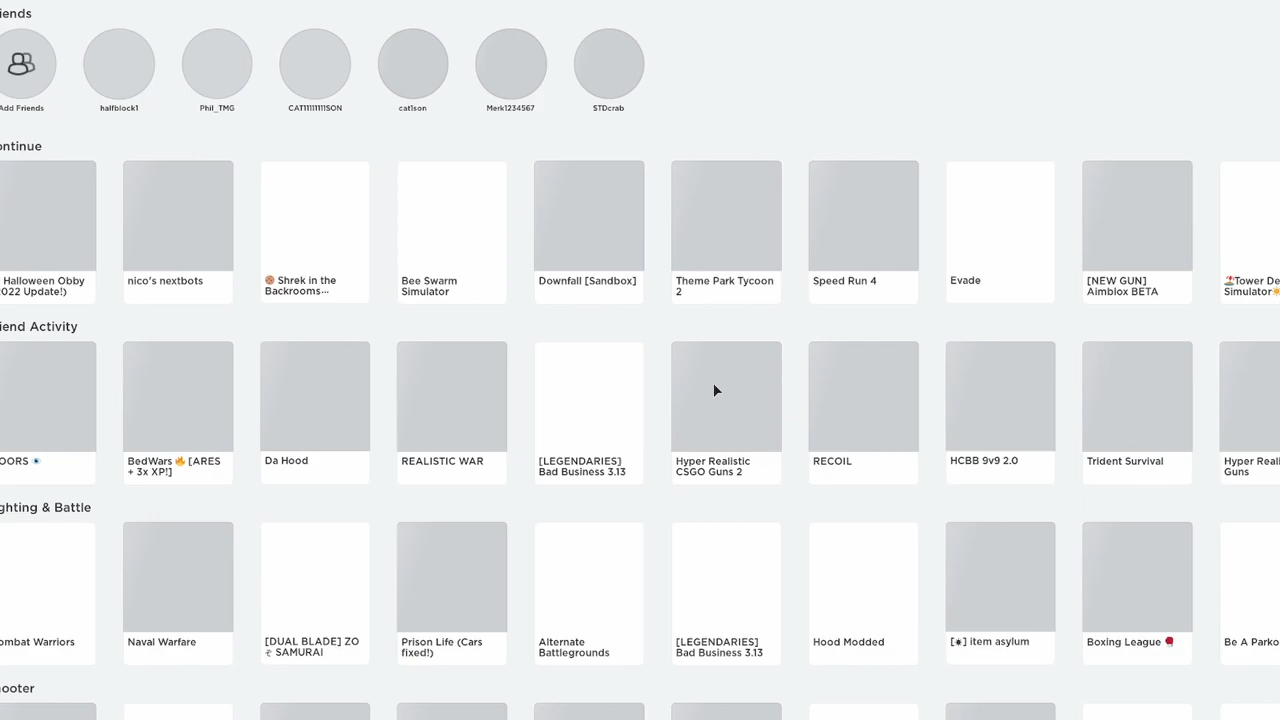 iends
Add Friends
halfblock1
Phil_TMG
CAT11111111SON
cat1son
Merk1234567
STDcrab
ontinue
Halloween Obby
022 Update!)
nico's nextbots
🍪 Shrek in the
Backrooms...
Bee Swarm
Simulator
Downfall [Sandbox]
Theme Park Tycoon
2
Speed Run 4
Evade
[NEW GUN]
Aimblox BETA
🏖️Tower De
Simulator☀️
iend Activity
OORS 👁️
BedWars 🔥 [ARES
+ 3x XP!]
Da Hood
REALISTIC WAR
[LEGENDARIES]
Bad Business 3.13
Hyper Realistic
CSGO Guns 2
RECOIL
HCBB 9v9 2.0
Trident Survival
Hyper Reali
Guns
ghting & Battle
ombat Warriors
Naval Warfare
[DUAL BLADE] ZO
ぞ SAMURAI
Prison Life (Cars
fixed!)
Alternate
Battlegrounds
[LEGENDARIES]
Bad Business 3.13
Hood Modded
[☀] item asylum
Boxing League 🥊
Be A Parko
hooter